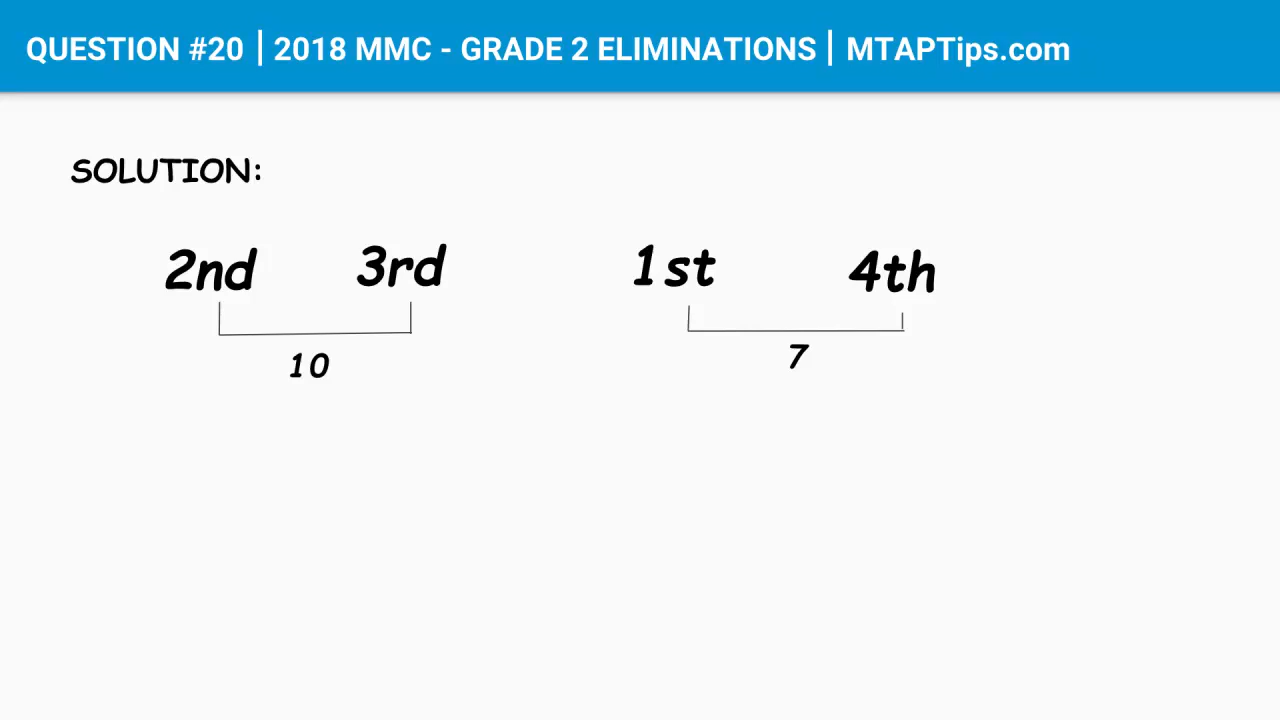 QUESTION #20 | 2018 MMC - GRADE 2 ELIMINATIONS | MTAPTips.com
SOLUTION:
2nd 3rd 1st 4th
10 7